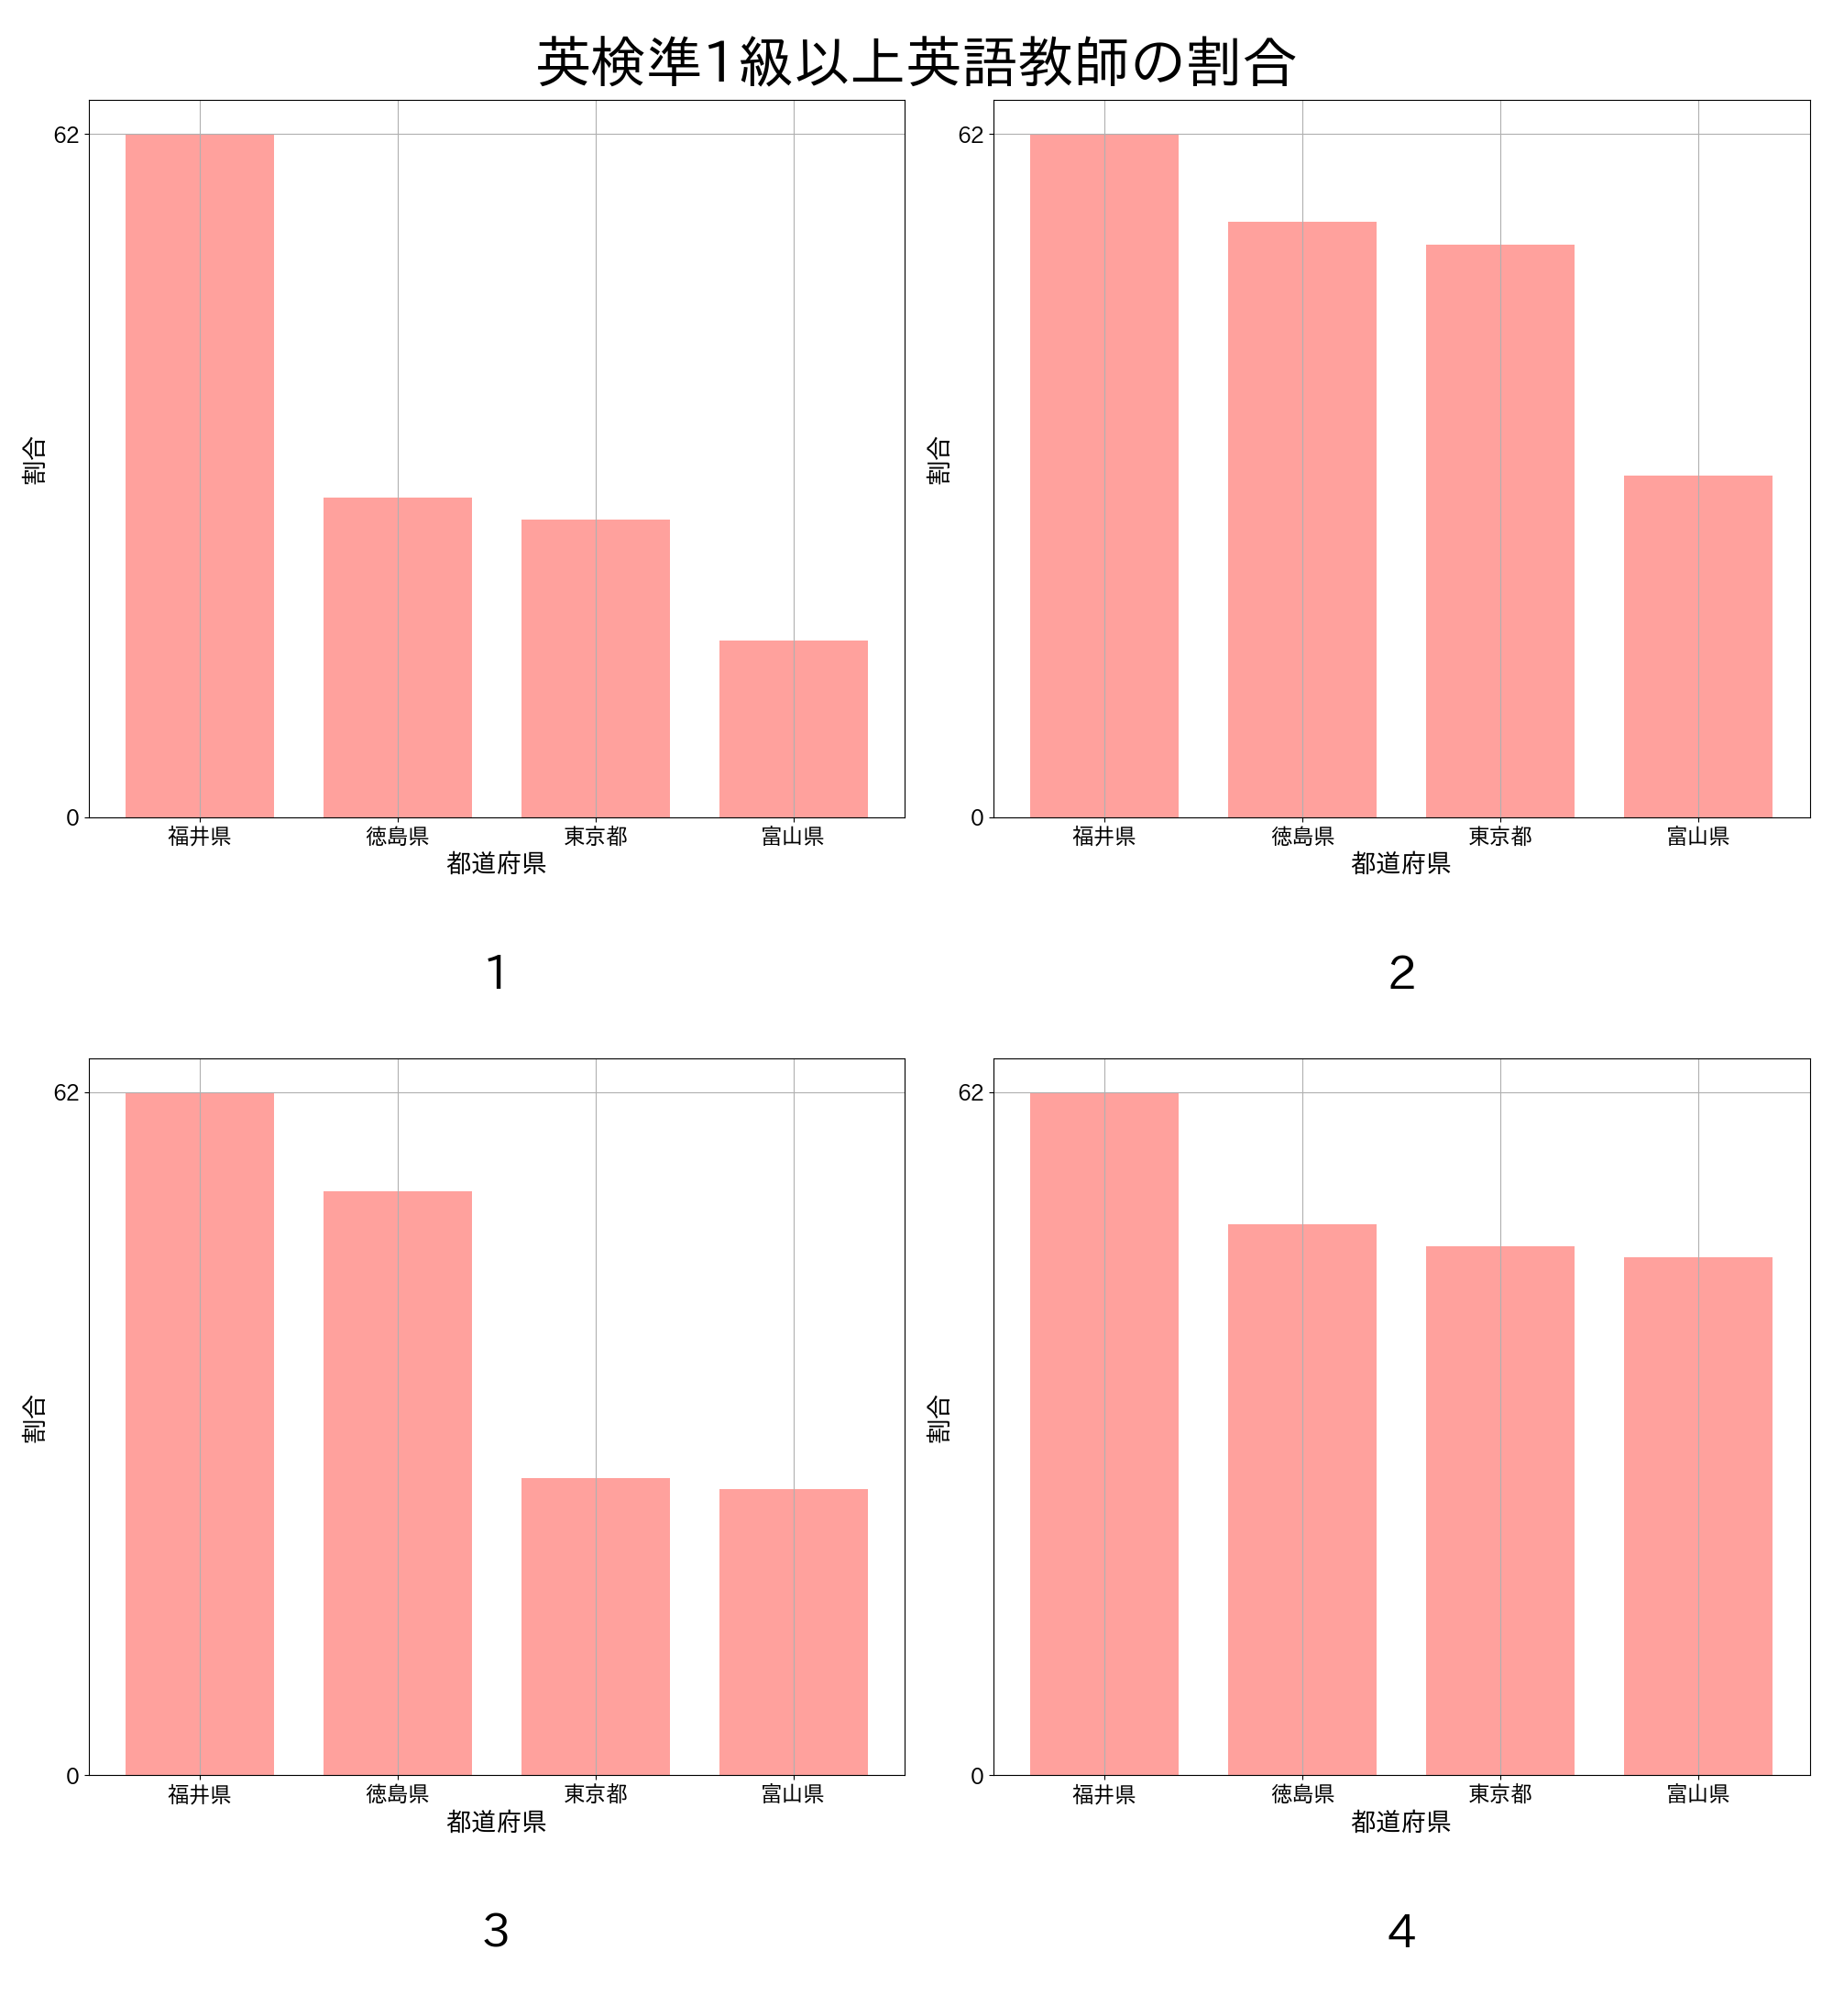 英検準1級以上英語教師の割合
62
割合
0
福井県 徳島県 東京都 富山県
都道府県
1
62
割合
0
福井県 徳島県 東京都 富山県
都道府県
2
62
割合
0
福井県 徳島県 東京都 富山県
都道府県
3
62
割合
0
福井県 徳島県 東京都 富山県
都道府県
4